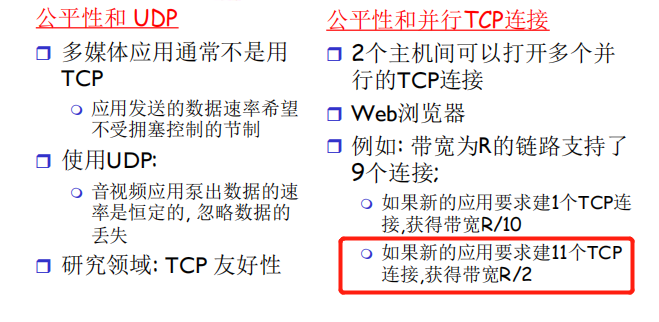 公平性和 UDP
多媒体应用通常不是用
TCP
应用发送的数据速率希望
不受拥塞控制的节制
使用UDP:
音视频应用泵出数据的速
率是恒定的, 忽略数据的
丢失
研究领域: TCP 友好性
公平性和并行TCP连接
2个主机间可以打开多个并
行的TCP连接
Web浏览器
例如: 带宽为R的链路支持了
9个连接;
如果新的应用要求建1个TCP连
接,获得带宽R/10
如果新的应用要求建11个TCP
连接,获得带宽R/2